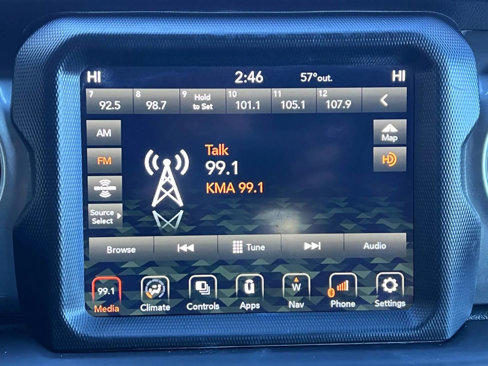 HI 2:46 57°out. HI
7 8 9 10 11 12
92.5 98.7 Hold to Set 101.1 105.1 107.9
AM
Map
Talk
FM
99.1
HD
KMA 99.1
Source
Select
Browse Tune Audio
99.1 W
Media Climate Controls Apps Nav Phone Settings